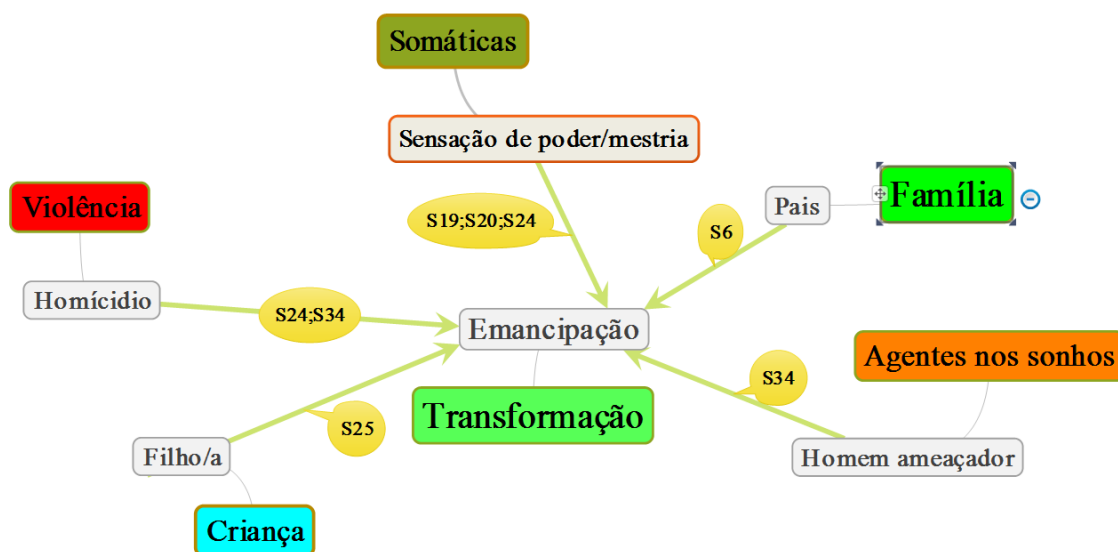 Somáticas
Sensação de poder/mestria
Violência
Família
Pais
S19;S20;S24
S6
Homícidio
S24;S34
Emancipação
Agentes nos sonhos
S34
Transformação
S25
Filho/a
Homem ameaçador
Criança